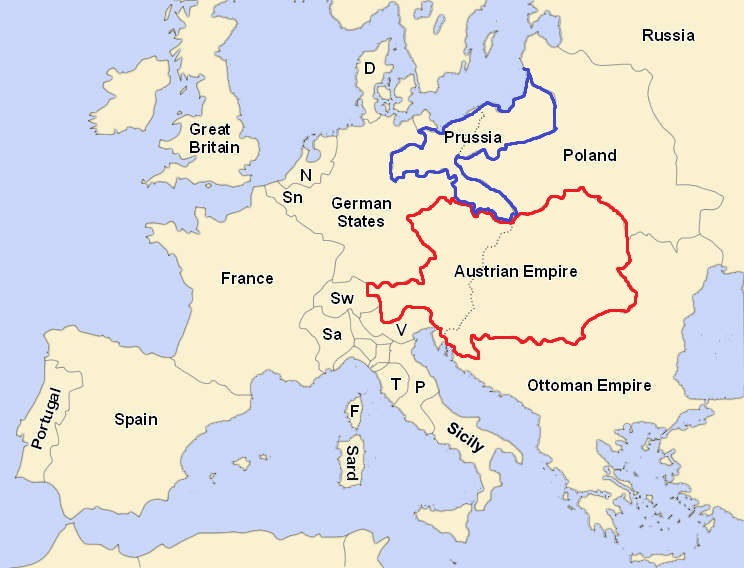 Russia
D
Great
Britain
Prussia
Poland
N
Sn
German
States
Austrian Empire
France
Sw
Sa
V
Ottoman Empire
T
P
Portugal
Spain
F
Sicily
Sard